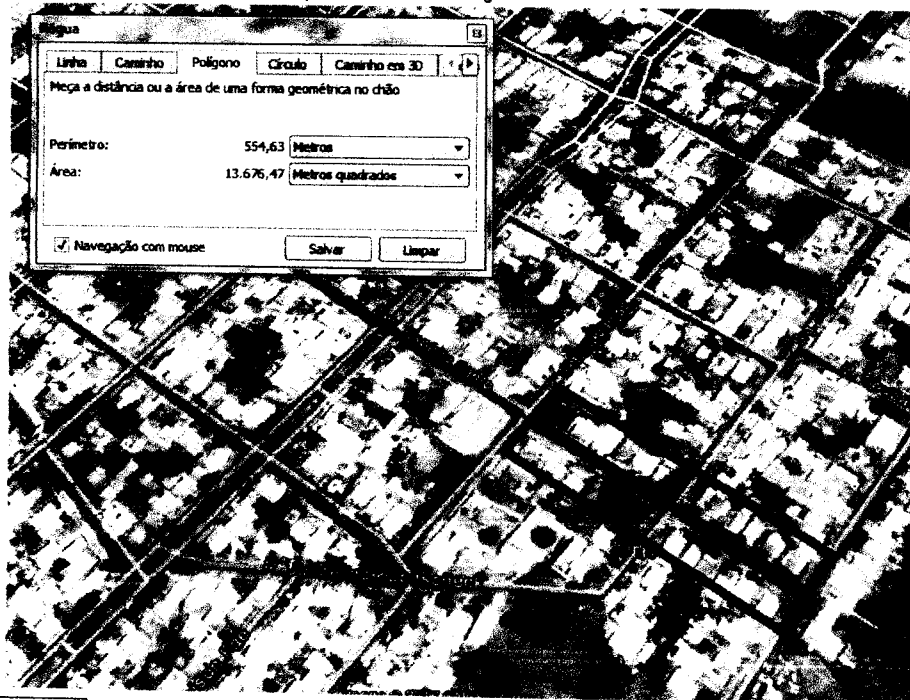 Régua
Linha Caminho Polígono Círculo Caminho em 3D
Meça a distância ou a área de uma forma geométrica no chão
Perímetro: 554,63 Metros
Área: 13.676,47 Metros quadrados
Navegação com mouse Salvar Limpar